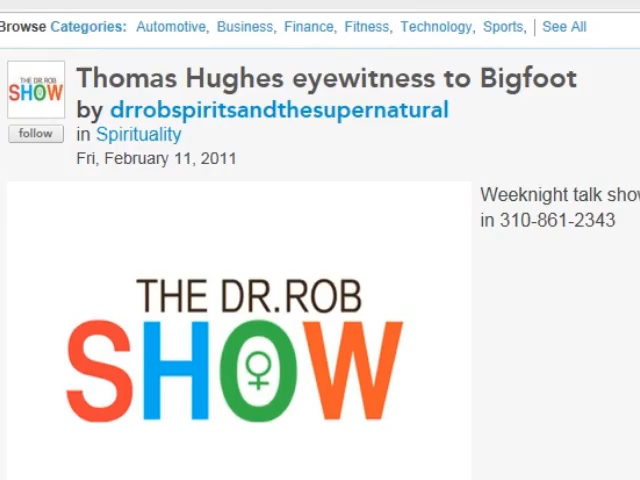 Browse Categories: Automotive, Business, Finance, Fitness, Technology, Sports, | See All
THE DR.ROB
SHOW
follow
Thomas Hughes eyewitness to Bigfoot
by drrobspiritsandthesupernatural
in Spirituality
Fri, February 11, 2011
Weeknight talk show
in 310-861-2343
THE DR.ROB
SHOW